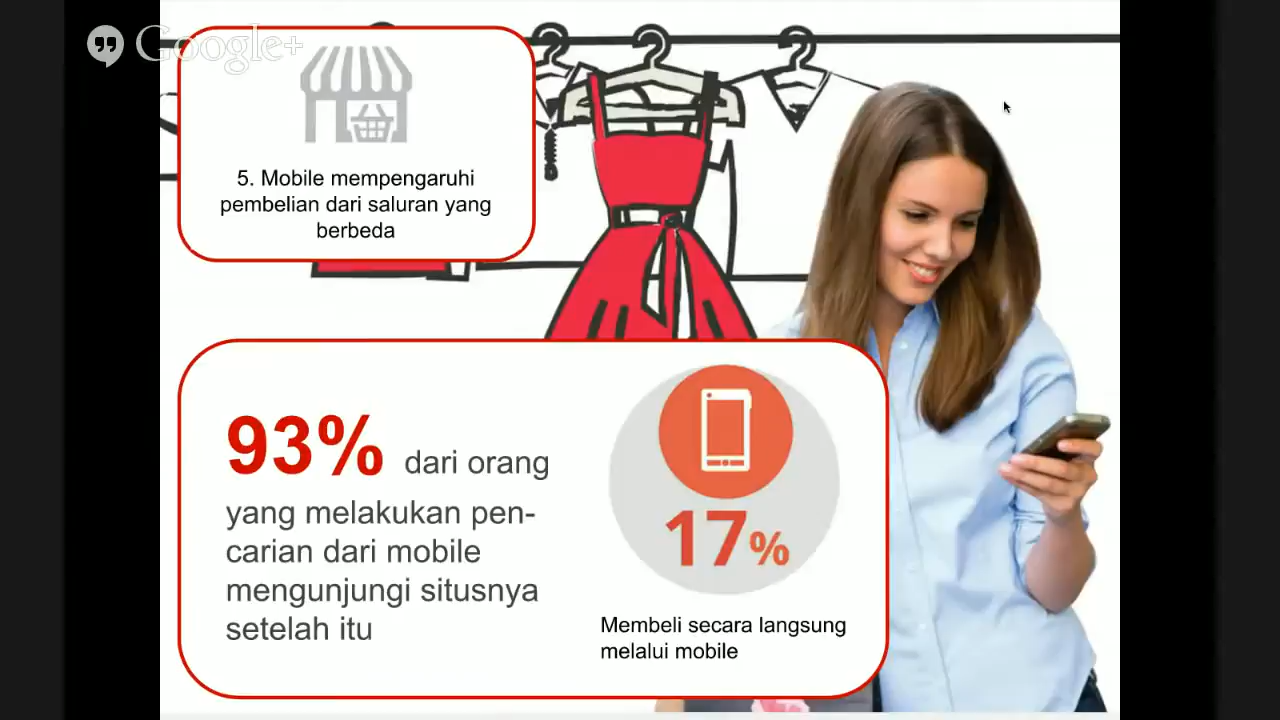 Google+
5. Mobile mempengaruhi
pembelian dari saluran yang
berbeda
93% dari orang
yang melakukan pen-
carian dari mobile
mengunjungi situsnya
setelah itu
17%
Membeli secara langsung
melalui mobile